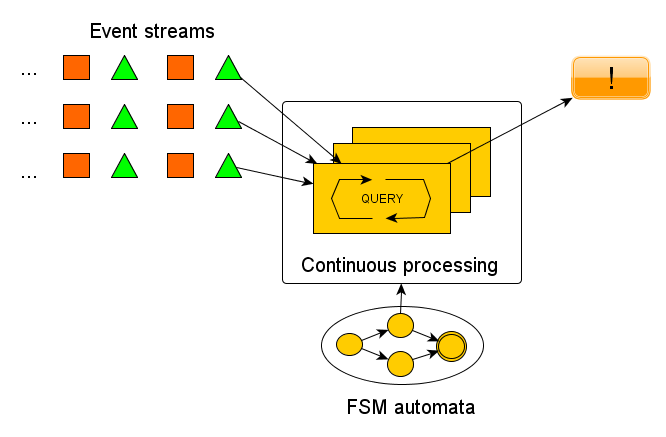 Event streams
...
...
...
!
QUERY
Continuous processing
FSM automata